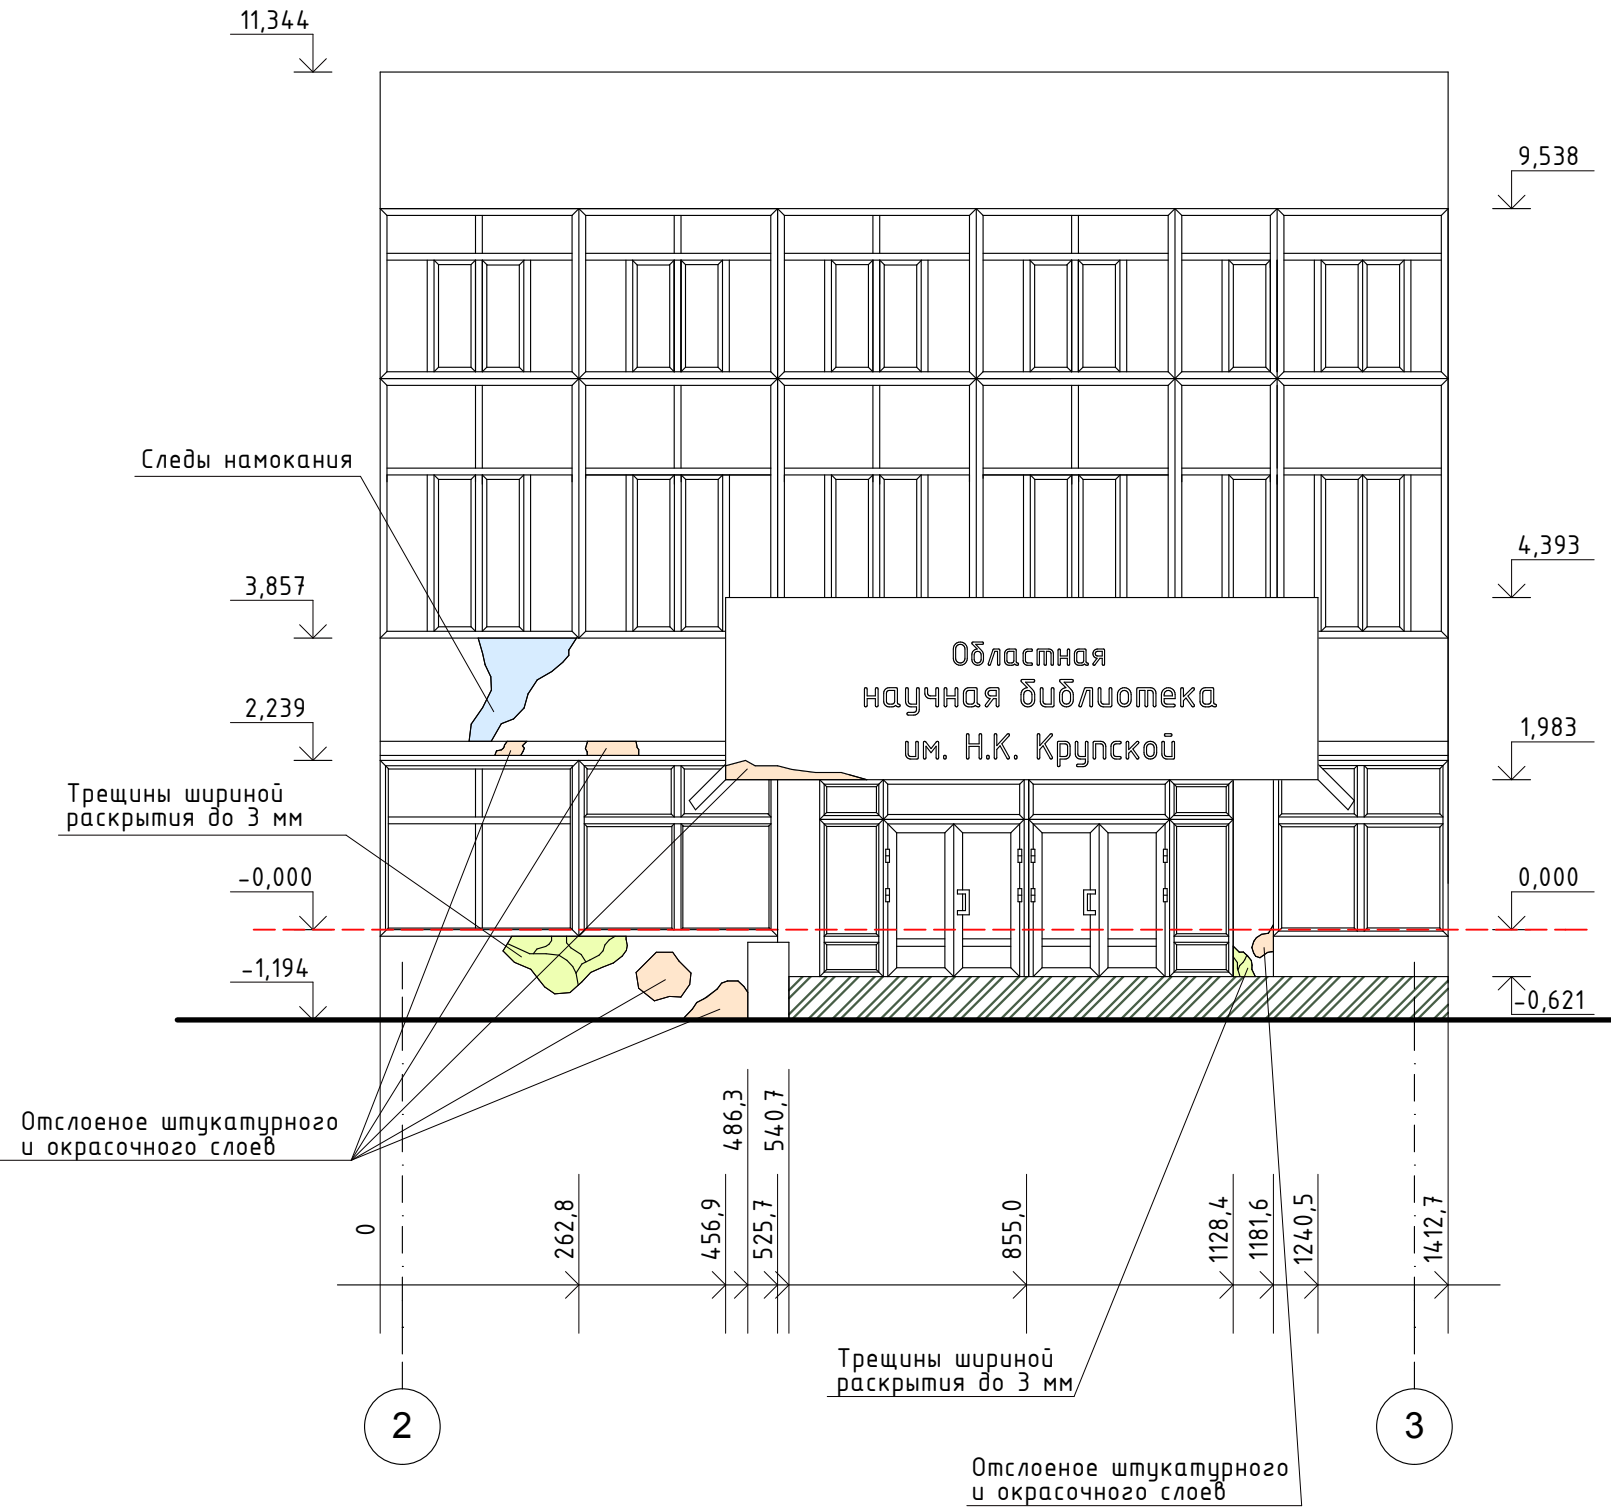 11,344
9,538
Следы намокания
4,393
3,857
Областная
научная библиотека
им. Н.К. Крупской
2,239
1,983
Трещины шириной
раскрытия до 3 мм
-0,000
0,000
-1,194
-0,621
Отслоеное штукатурного
и окрасочного слоев
486,3
540,7
0
262,8
456,9
525,7
855,0
1128,4
1181,6
1240,5
1412,7
Трещины шириной
раскрытия до 3 мм
2
3
Отслоеное штукатурного
и окрасочного слоев